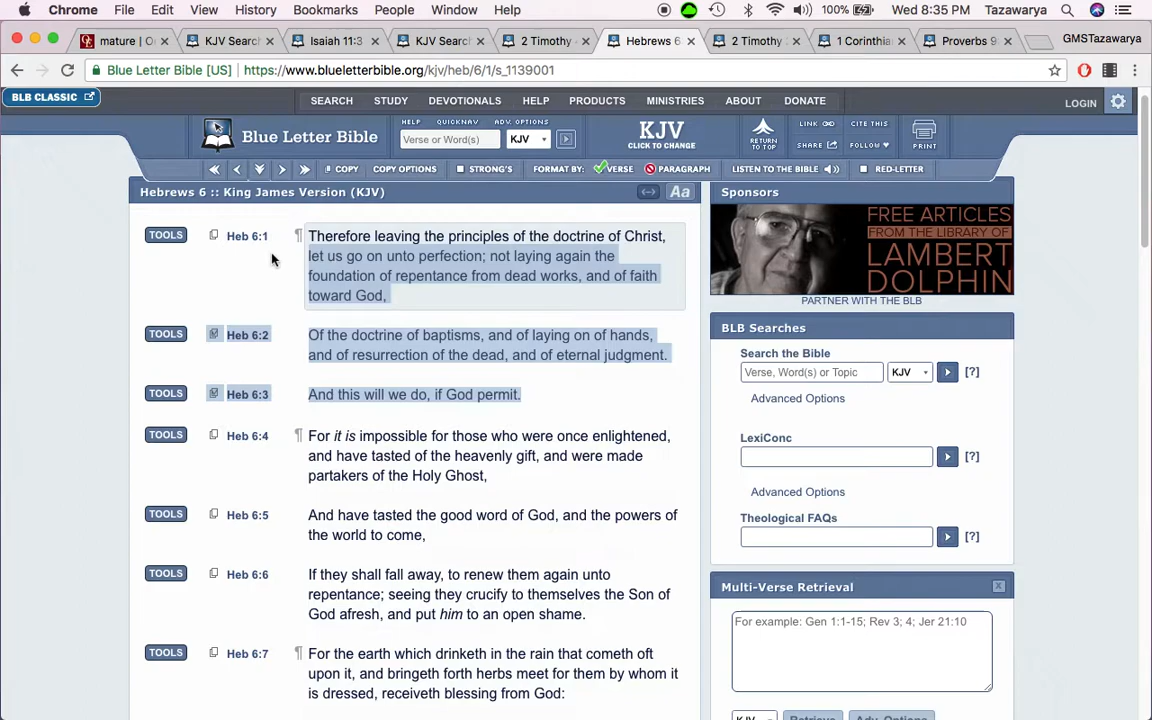 Chrome File Edit View History Bookmarks People Window Help 100% Wed 8:35 PM Tazawarya
mature | O KJV Search Isaiah 11:3 KJV Search 2 Timothy Hebrews 6 2 Timothy 1 Corinthian Proverbs 9 GMSTazawarya
Blue Letter Bible [US] https://www.blueletterbible.org/kjv/heb/6/1/s_1139001
BLB CLASSIC SEARCH STUDY DEVOTIONALS HELP PRODUCTS MINISTRIES ABOUT DONATE LOGIN
HELP QUICKNAV ADV. OPTIONS
Blue Letter Bible Verse or Word(s) KJV
KJV
CLICK TO CHANGE
RETURN
TO TOP
LINK CITE THIS
SHARE FOLLOW
PRINT
COPY COPY OPTIONS STRONG'S FORMAT BY: VERSE PARAGRAPH LISTEN TO THE BIBLE RED-LETTER
Hebrews 6 :: King James Version (KJV) Aa
TOOLS Heb 6:1 ¶ Therefore leaving the principles of the doctrine of Christ,
let us go on unto perfection; not laying again the
foundation of repentance from dead works, and of faith
toward God,
TOOLS Heb 6:2 Of the doctrine of baptisms, and of laying on of hands,
and of resurrection of the dead, and of eternal judgment.
TOOLS Heb 6:3 And this will we do, if God permit.
TOOLS Heb 6:4 ¶ For it is impossible for those who were once enlightened,
and have tasted of the heavenly gift, and were made
partakers of the Holy Ghost,
TOOLS Heb 6:5 And have tasted the good word of God, and the powers of
the world to come,
TOOLS Heb 6:6 If they shall fall away, to renew them again unto
repentance; seeing they crucify to themselves the Son of
God afresh, and put him to an open shame.
TOOLS Heb 6:7 ¶ For the earth which drinketh in the rain that cometh oft
upon it, and bringeth forth herbs meet for them by whom it
is dressed, receiveth blessing from God:
Sponsors
FREE ARTICLES
FROM THE LIBRARY OF
LAMBERT
DOLPHIN
PARTNER WITH THE BLB
BLB Searches
Search the Bible
Verse, Word(s) or Topic KJV [?]
Advanced Options
LexiConc
[?]
Advanced Options
Theological FAQs
[?]
Multi-Verse Retrieval X
For example: Gen 1:1-15; Rev 3; 4; Jer 21:10
KJV Retrieve Adv. Options